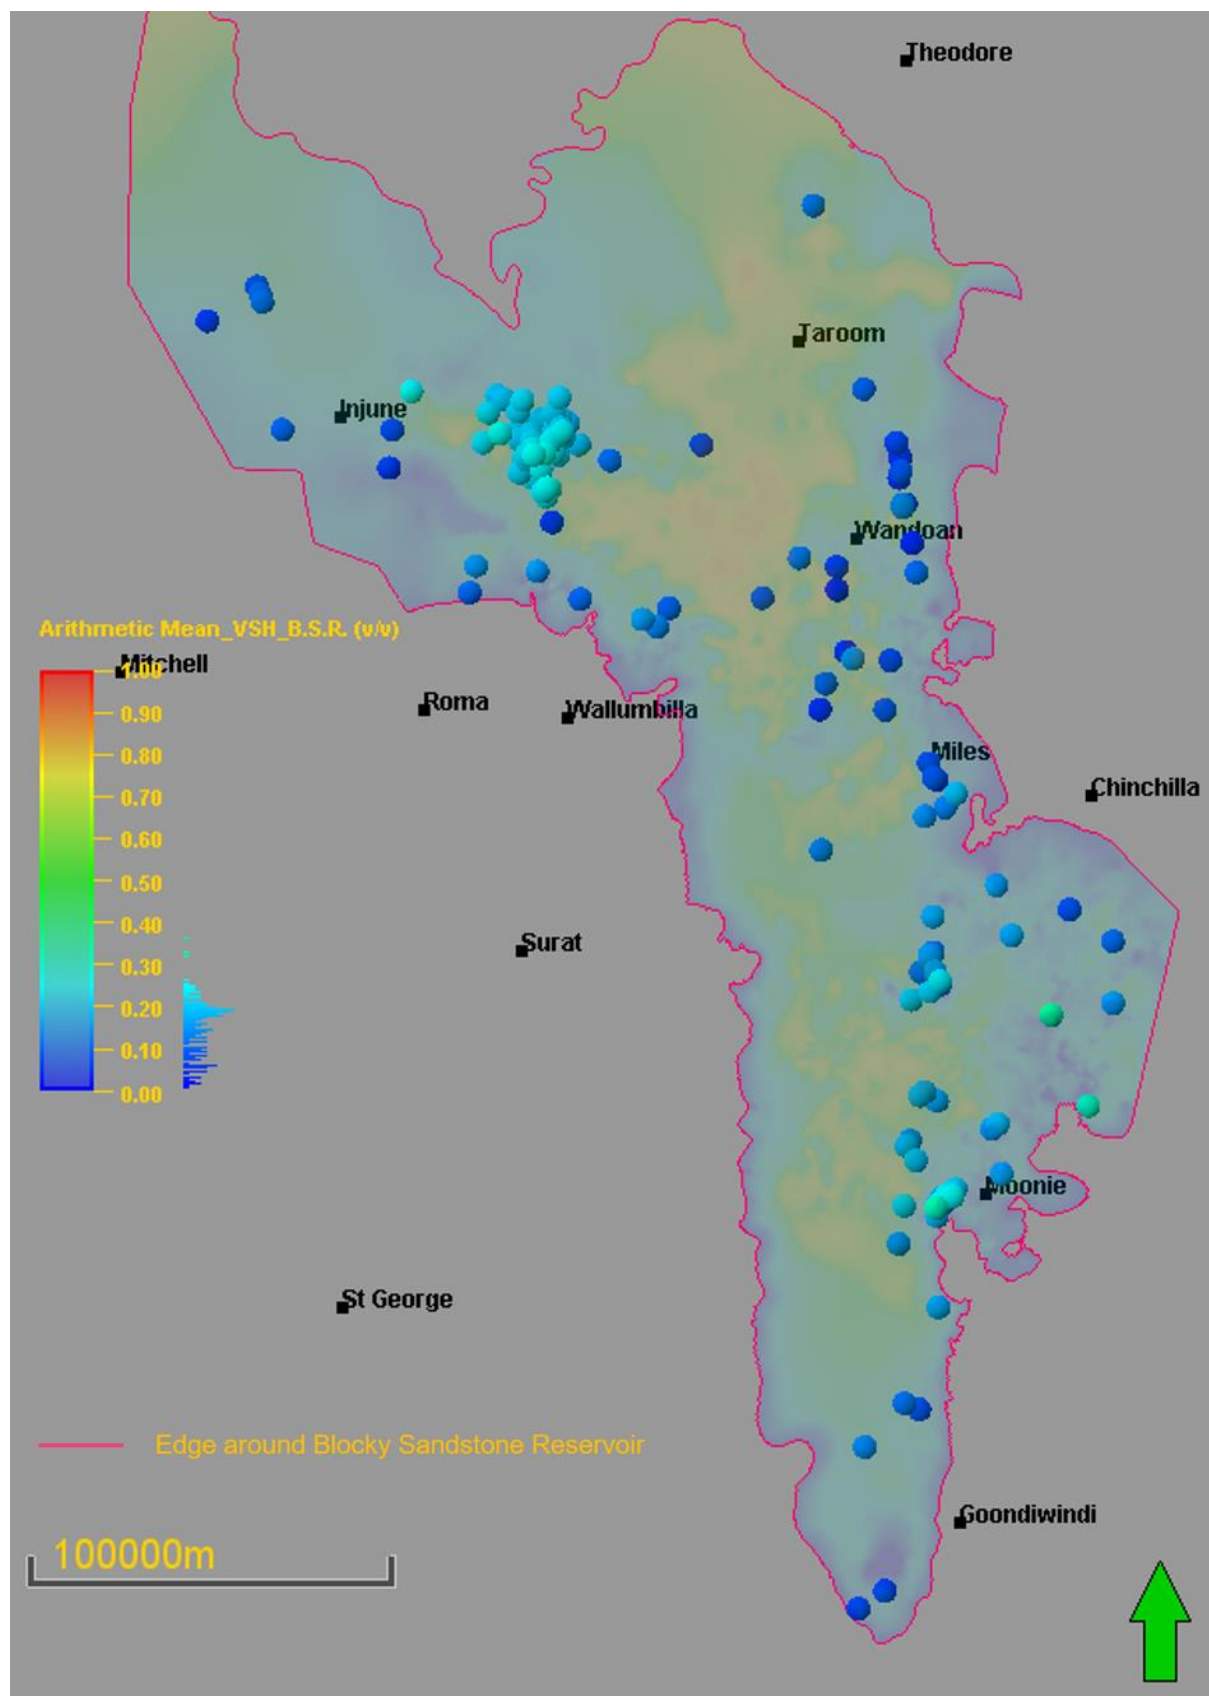 Theodore
Taroom
Injune
Wandoan
Arithmetic Mean_VSH_B.S.R. (v/v)
Mitchell
1.00
0.90
0.80
0.70
0.60
0.50
0.40
0.30
0.20
0.10
0.00
Roma
Wallumbilla
Miles
Chinchilla
Surat
Moonie
St George
Edge around Blocky Sandstone Reservoir
Goondiwindi
100000m